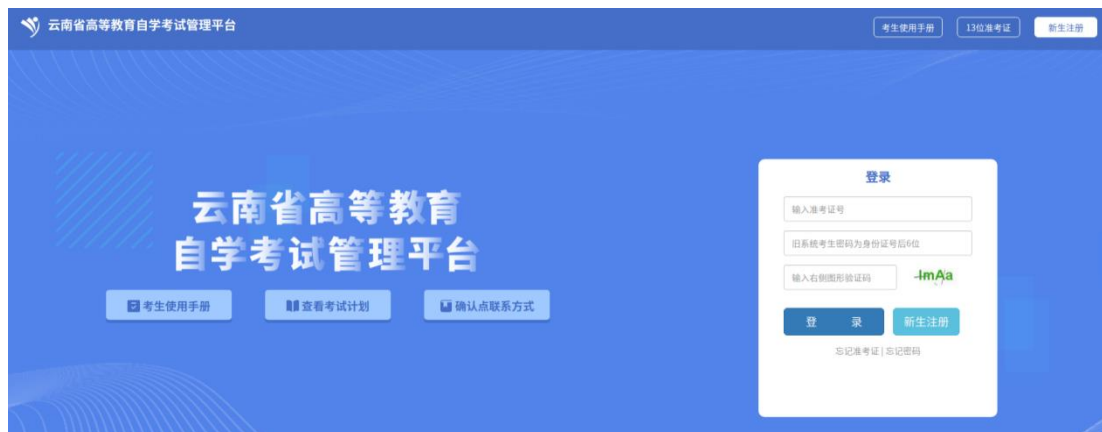 云南省高等教育自学考试管理平台
考生使用手册
13位准考证
新生注册
云南省高等教育
自学考试管理平台
考生使用手册
查看考试计划
确认点联系方式
登录
输入准考证号
旧系统考生密码为身份证号后6位
输入右侧图形验证码
ImAa
登 录
新生注册
忘记准考证 | 忘记密码